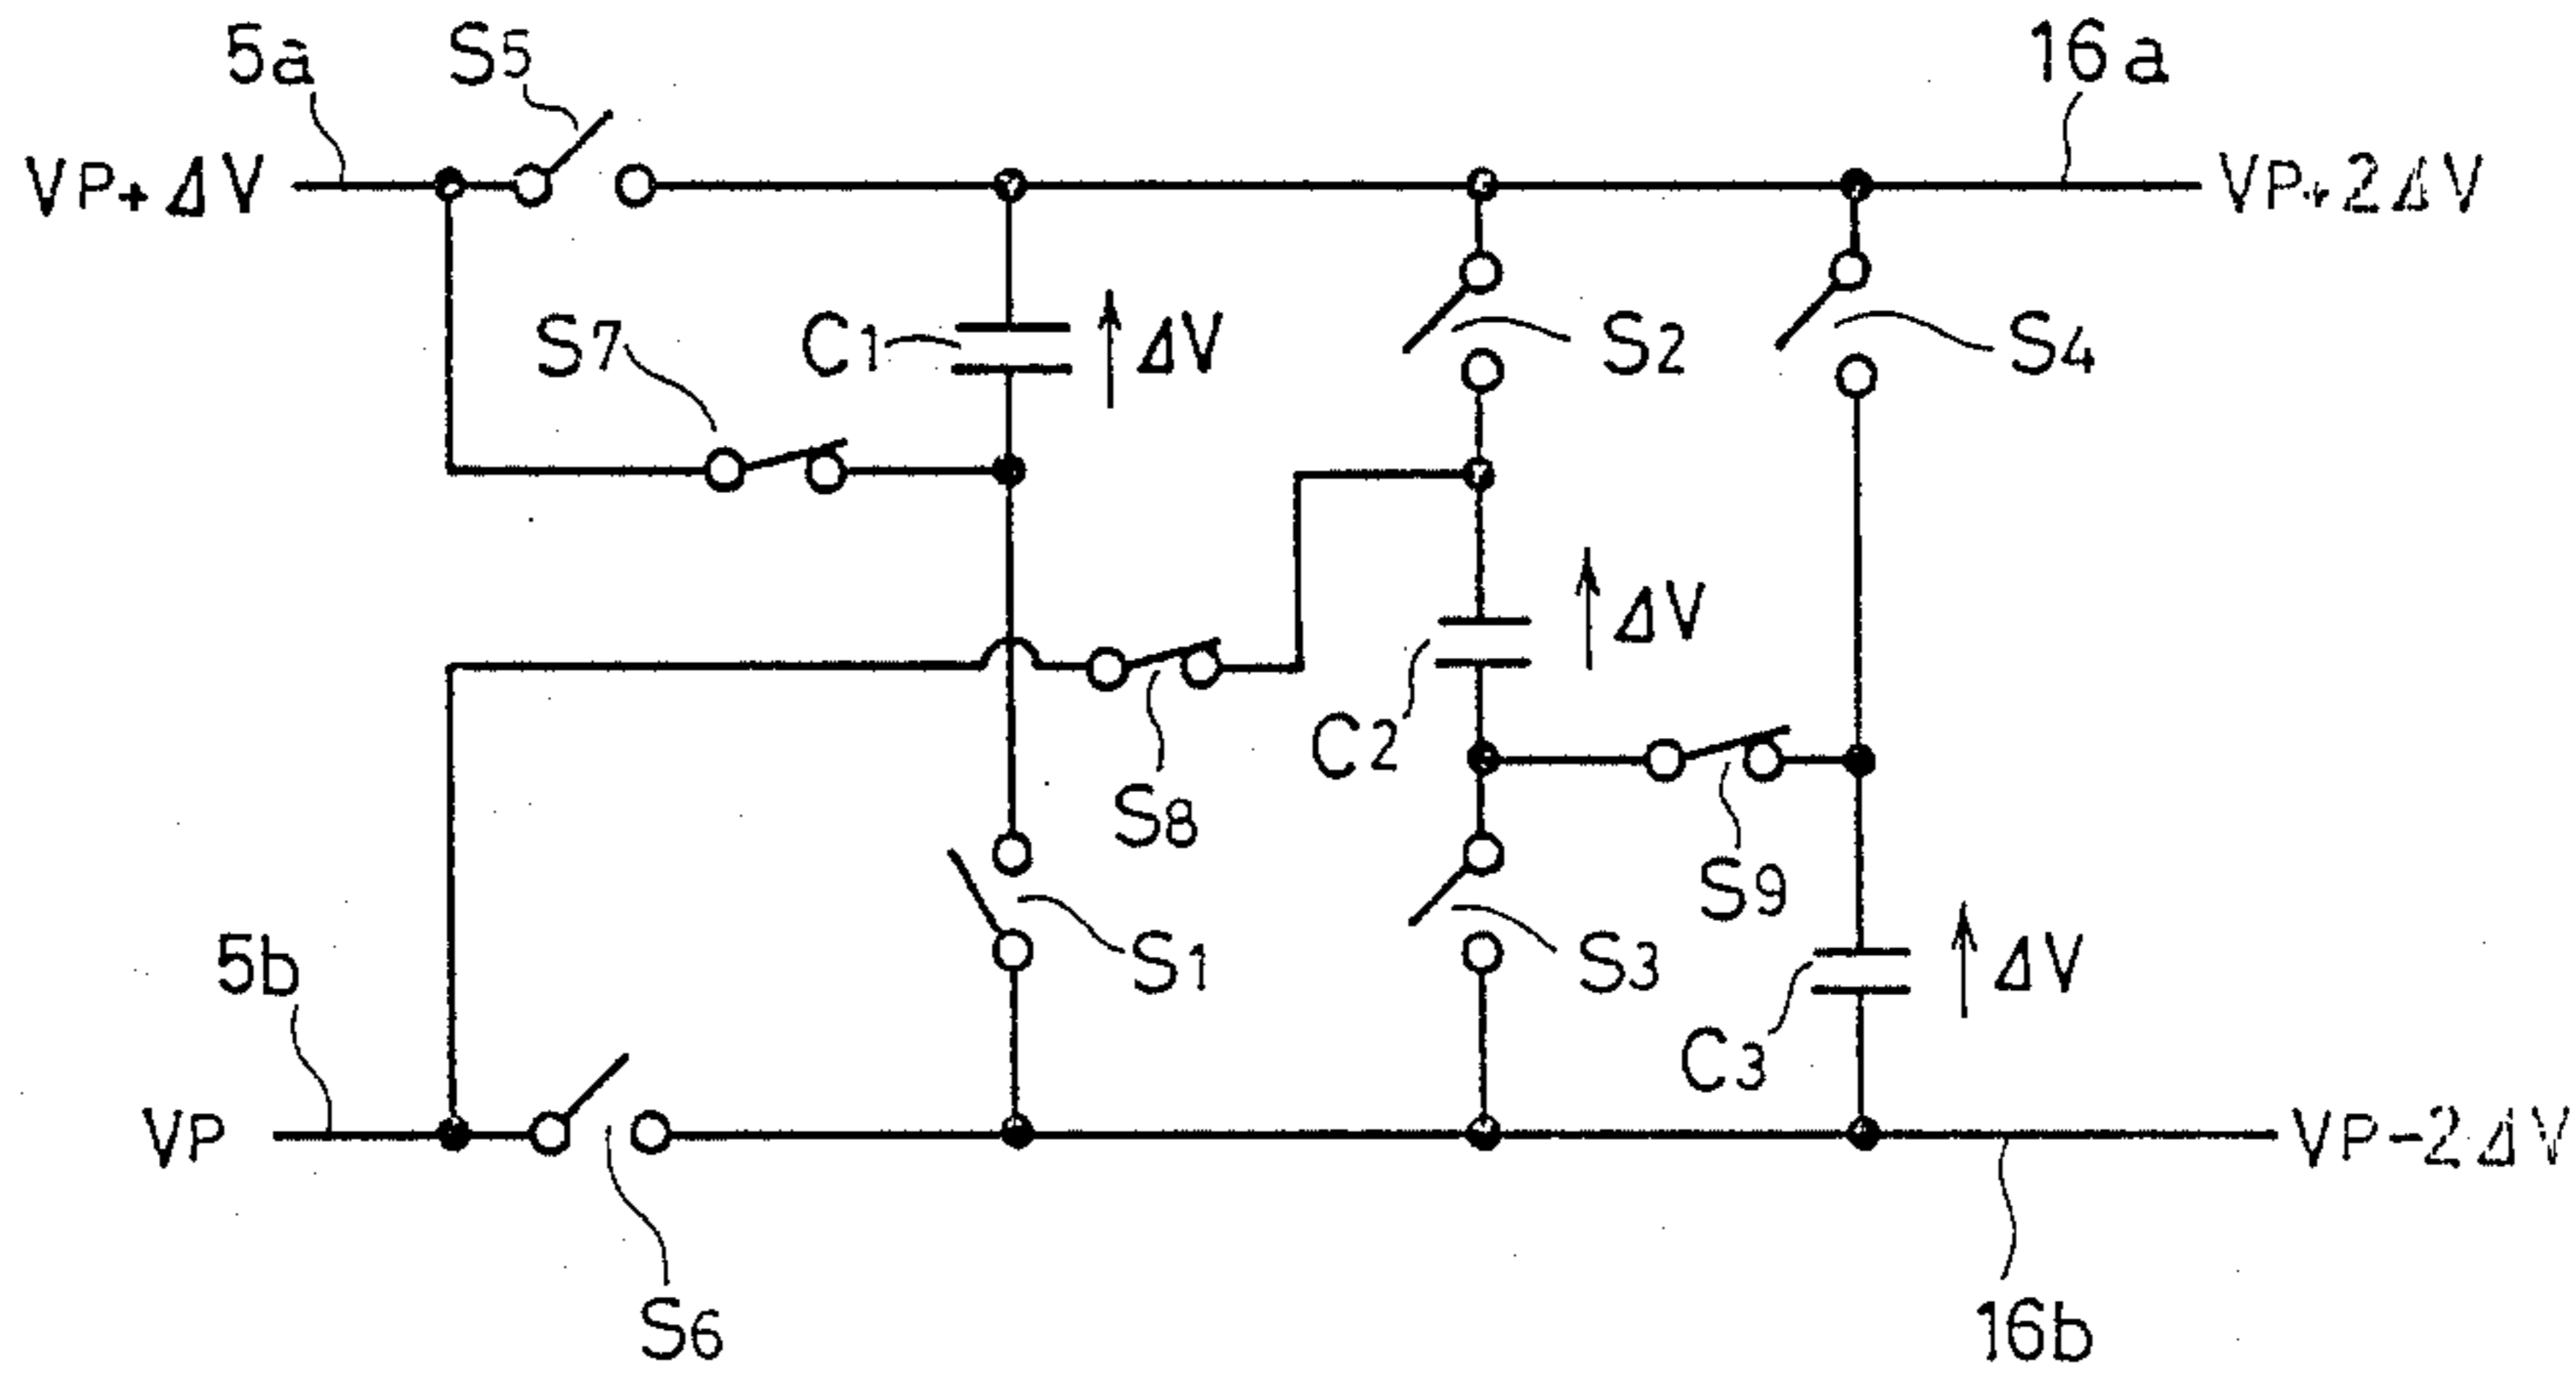 5a S5 16a
VP+ΔV VP+2ΔV
S7 C1 ΔV S2 S4
ΔV
C2
S8 S9
5b S1 S3 ΔV
C3
VP VP-2ΔV
S6 16b